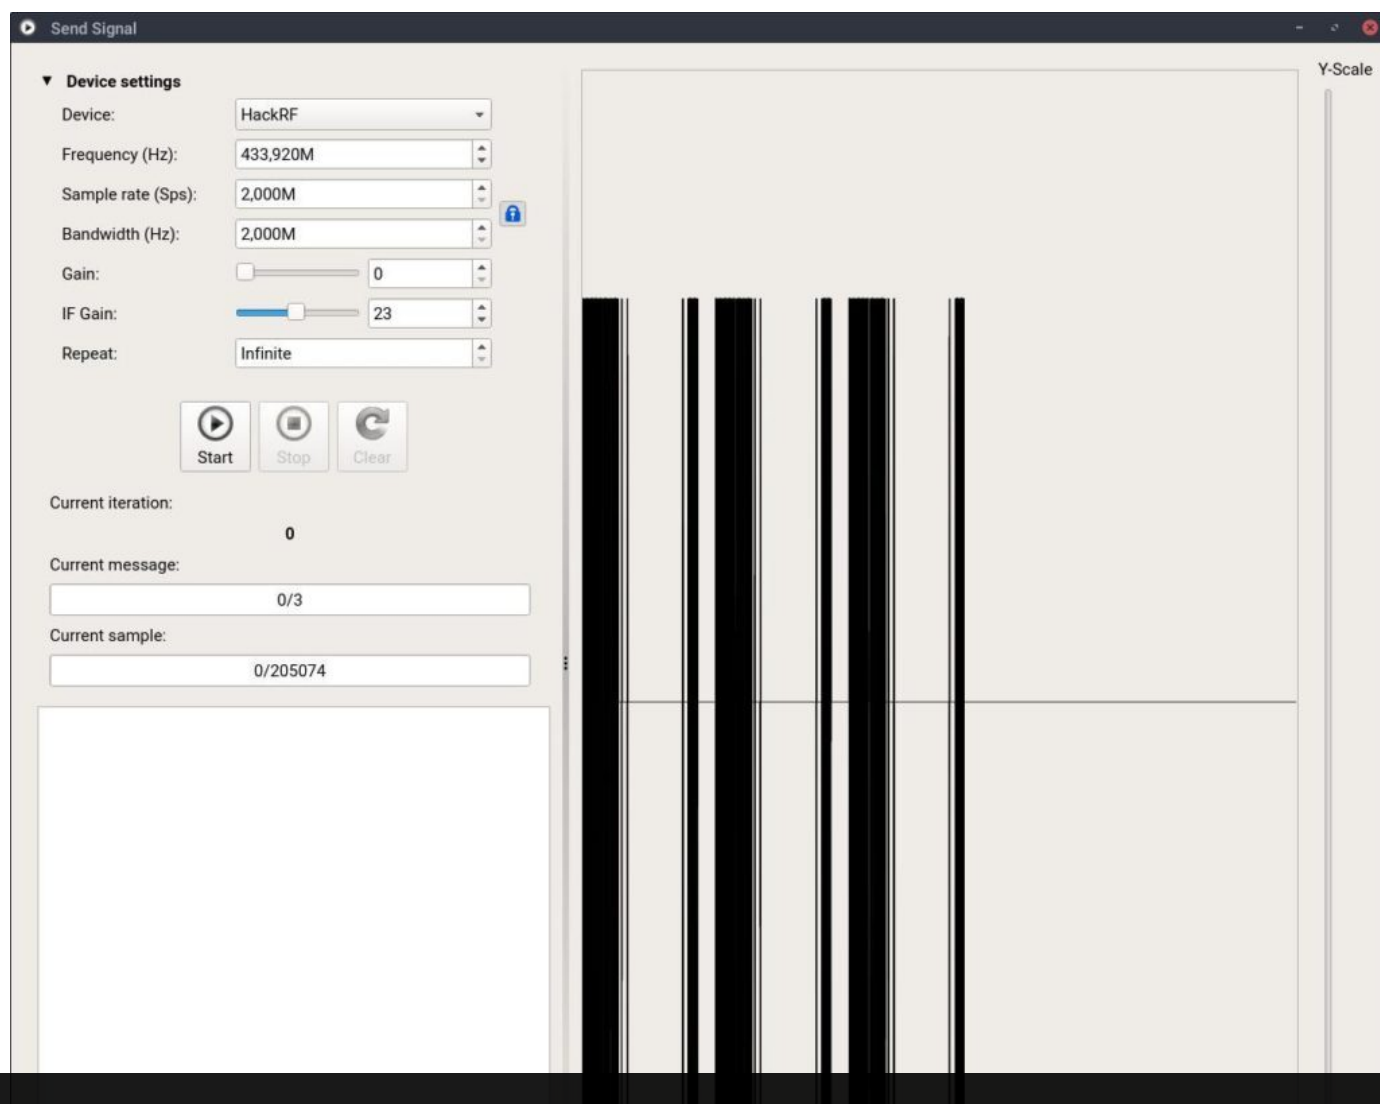 Send Signal
Y-Scale
Device settings
Device:
HackRF
Frequency (Hz):
433,920M
Sample rate (Sps):
2,000M
Bandwidth (Hz):
2,000M
Gain:
0
IF Gain:
23
Repeat:
Infinite
Start
Stop
Clear
Current iteration:
0
Current message:
0/3
Current sample:
0/205074